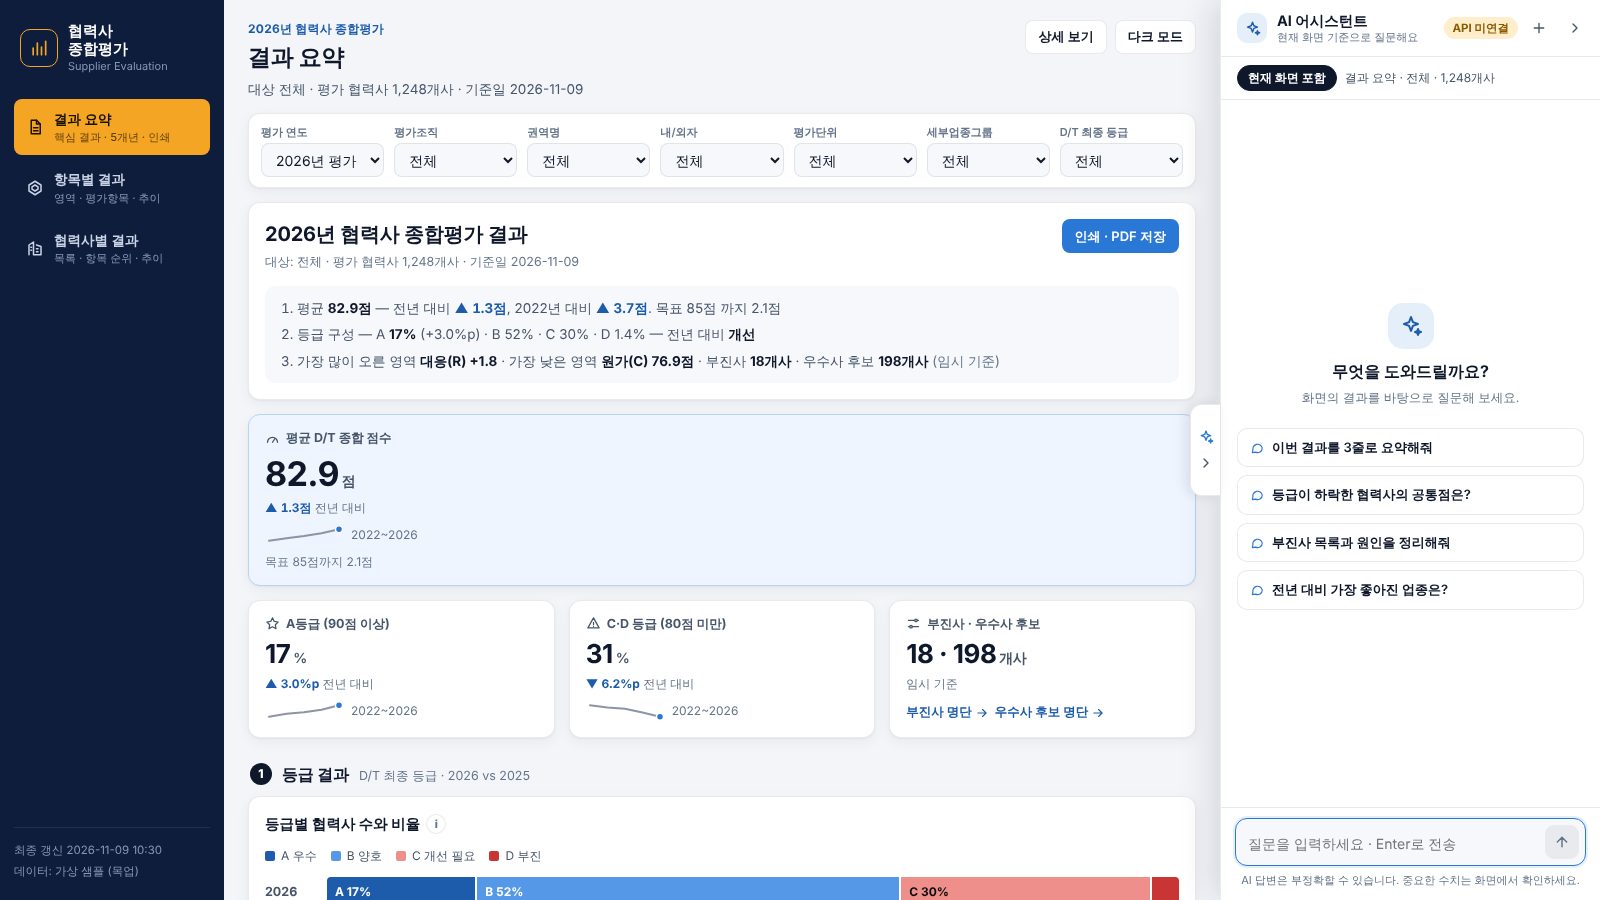 협력사
종합평가
Supplier Evaluation
결과 요약
핵심 결과 · 5개년 · 인쇄
항목별 결과
영역 · 평가항목 · 추이
협력사별 결과
목록 · 항목 순위 · 추이
최종 갱신 2026-11-09 10:30
데이터: 가상 샘플 (목업)
2026년 협력사 종합평가
결과 요약
대상 전체 · 평가 협력사 1,248개사 · 기준일 2026-11-09
상세 보기
다크 모드
평가 연도
2026년 평가
평가조직
전체
권역명
전체
내/외자
전체
평가단위
전체
세부업종그룹
전체
D/T 최종 등급
전체
2026년 협력사 종합평가 결과
대상: 전체 · 평가 협력사 1,248개사 · 기준일 2026-11-09
인쇄 · PDF 저장
1. 평균 82.9점 — 전년 대비 ▲ 1.3점, 2022년 대비 ▲ 3.7점. 목표 85점 까지 2.1점
2. 등급 구성 — A 17% (+3.0%p) · B 52% · C 30% · D 1.4% — 전년 대비 개선
3. 가장 많이 오른 영역 대응(R) +1.8 · 가장 낮은 영역 원가(C) 76.9점 · 부진사 18개사 · 우수사 후보 198개사 (임시 기준)
평균 D/T 종합 점수
82.9점
▲ 1.3점 전년 대비
2022~2026
목표 85점까지 2.1점
A등급 (90점 이상)
17%
▲ 3.0%p 전년 대비
2022~2026
C·D 등급 (80점 미만)
31%
▼ 6.2%p 전년 대비
2022~2026
부진사 · 우수사 후보
18 · 198개사
임시 기준
부진사 명단 → 우수사 후보 명단 →
1 등급 결과 D/T 최종 등급 · 2026 vs 2025
등급별 협력사 수와 비율 i
A 우수 B 양호 C 개선 필요 D 부진
2026 A 17% B 52% C 30%
AI 어시스턴트
현재 화면 기준으로 질문해요
API 미연결
현재 화면 포함 결과 요약 · 전체 · 1,248개사
무엇을 도와드릴까요?
화면의 결과를 바탕으로 질문해 보세요.
이번 결과를 3줄로 요약해줘
등급이 하락한 협력사의 공통점은?
부진사 목록과 원인을 정리해줘
전년 대비 가장 좋아진 업종은?
질문을 입력하세요 · Enter로 전송
AI 답변은 부정확할 수 있습니다. 중요한 수치는 화면에서 확인하세요.